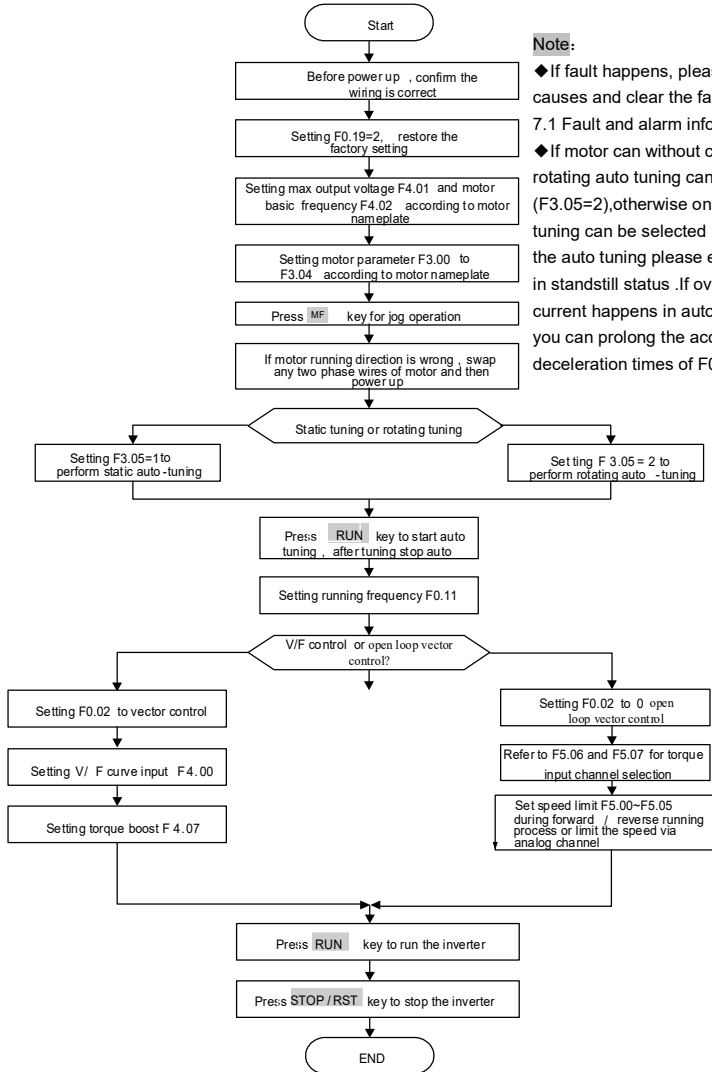 Start
Before power up , confirm the
wiring is correct
Setting F0.19=2, restore the
factory setting
Setting max output voltage F4.01 and motor
basic frequency F4.02 according to motor
nameplate
Setting motor parameter F3.00 to
F3.04 according to motor nameplate
Press MF key for jog operation
If motor running direction is wrong , swap
any two phase wires of motor and then
power up
Static tuning or rotating tuning
Setting F3.05=1 to
perform static auto-tuning
Setting F 3.05 = 2 to
perform rotating auto -tuning
Press RUN key to start auto
tuning , after tuning stop auto
Setting running frequency F0.11
V/F control or open loop vector
control?
Setting F0.02 to vector control
Setting V/ F curve input F4.00
Setting torque boost F 4.07
Setting F0.02 to 0 open
loop vector control
Refer to F5.06 and F5.07 for torque
input channel selection
Set speed limit F5.00~F5.05
during forward / reverse running
process or limit the speed via
analog channel
Press RUN key to run the inverter
Press STOP / RST key to stop the inverter
END
Note:
◆If fault happens, pleas
causes and clear the fa
7.1 Fault and alarm info
◆If motor can without c
rotating auto tuning can
(F3.05=2),otherwise on
tuning can be selected
the auto tuning please e
in standstill status .If ov
current happens in auto
you can prolong the acc
deceleration times of F0